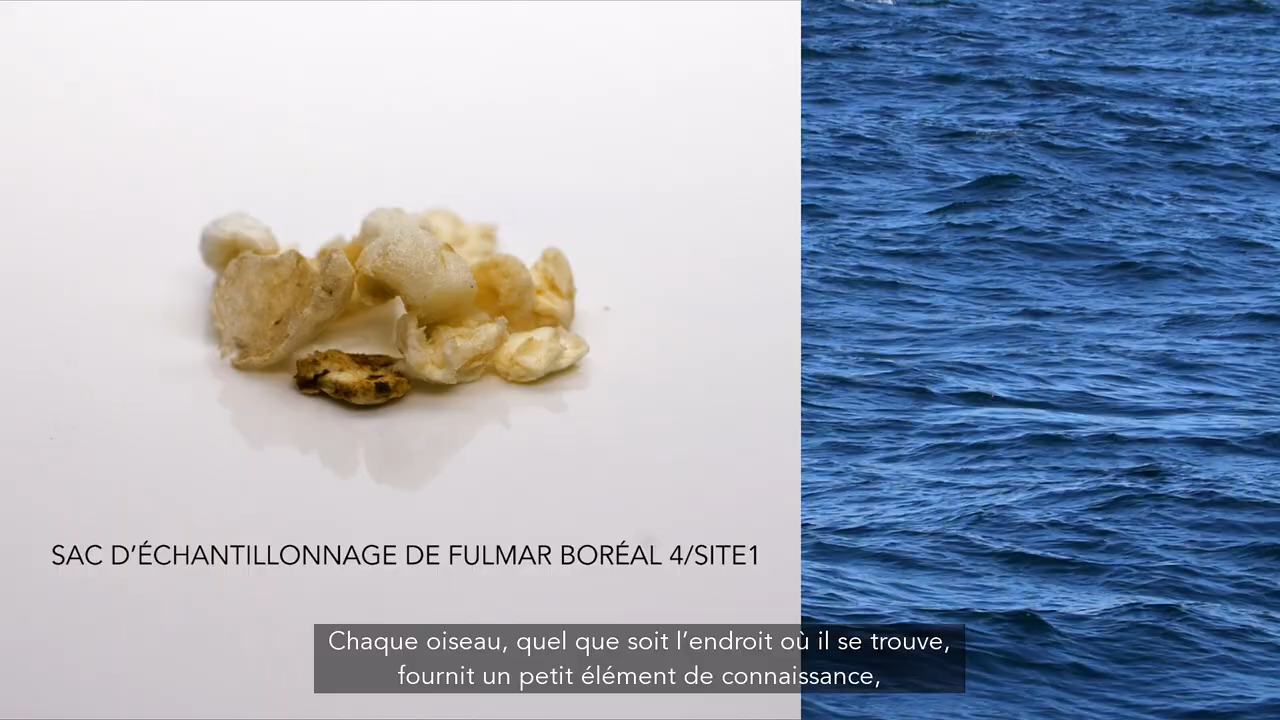 SAC D’ÉCHANTILLONNAGE DE FULMAR BORÉAL 4/SITE1
Chaque oiseau, quel que soit l’endroit où il se trouve,
fournit un petit élément de connaissance,